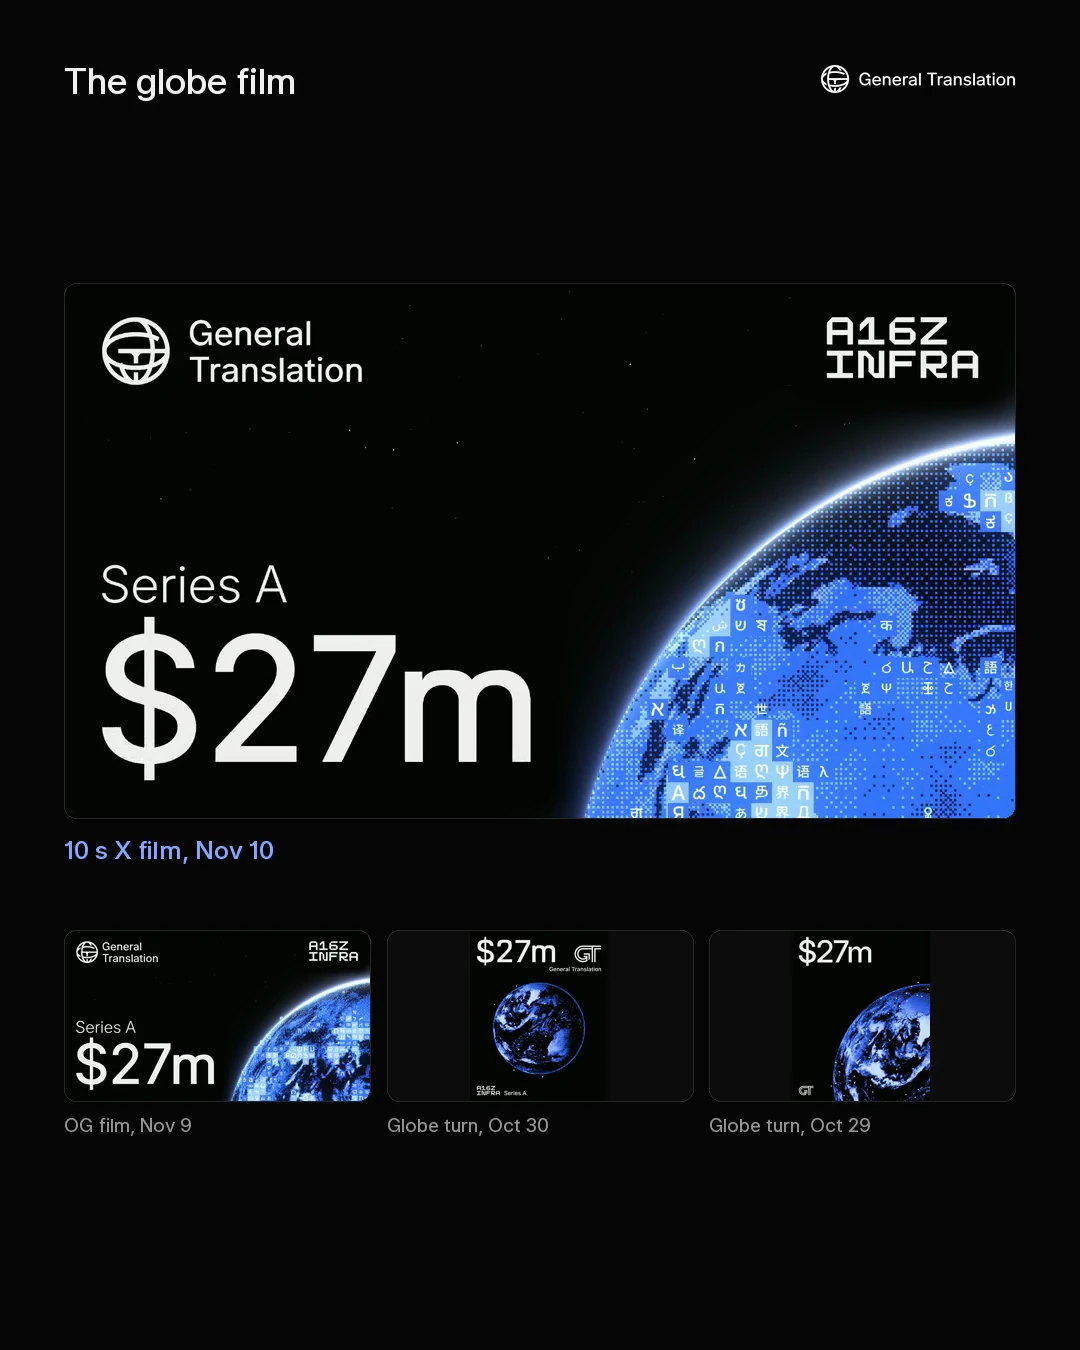 The globe film
General Translation
General
Translation
A16Z
INFRA
Series A
$27m
10 s X film, Nov 10
General
Translation
A16Z
INFRA
Series A
$27m
OG film, Nov 9
$27m GT
General Translation
A16Z
INFRA Series A
Globe turn, Oct 30
$27m
GT
Globe turn, Oct 29